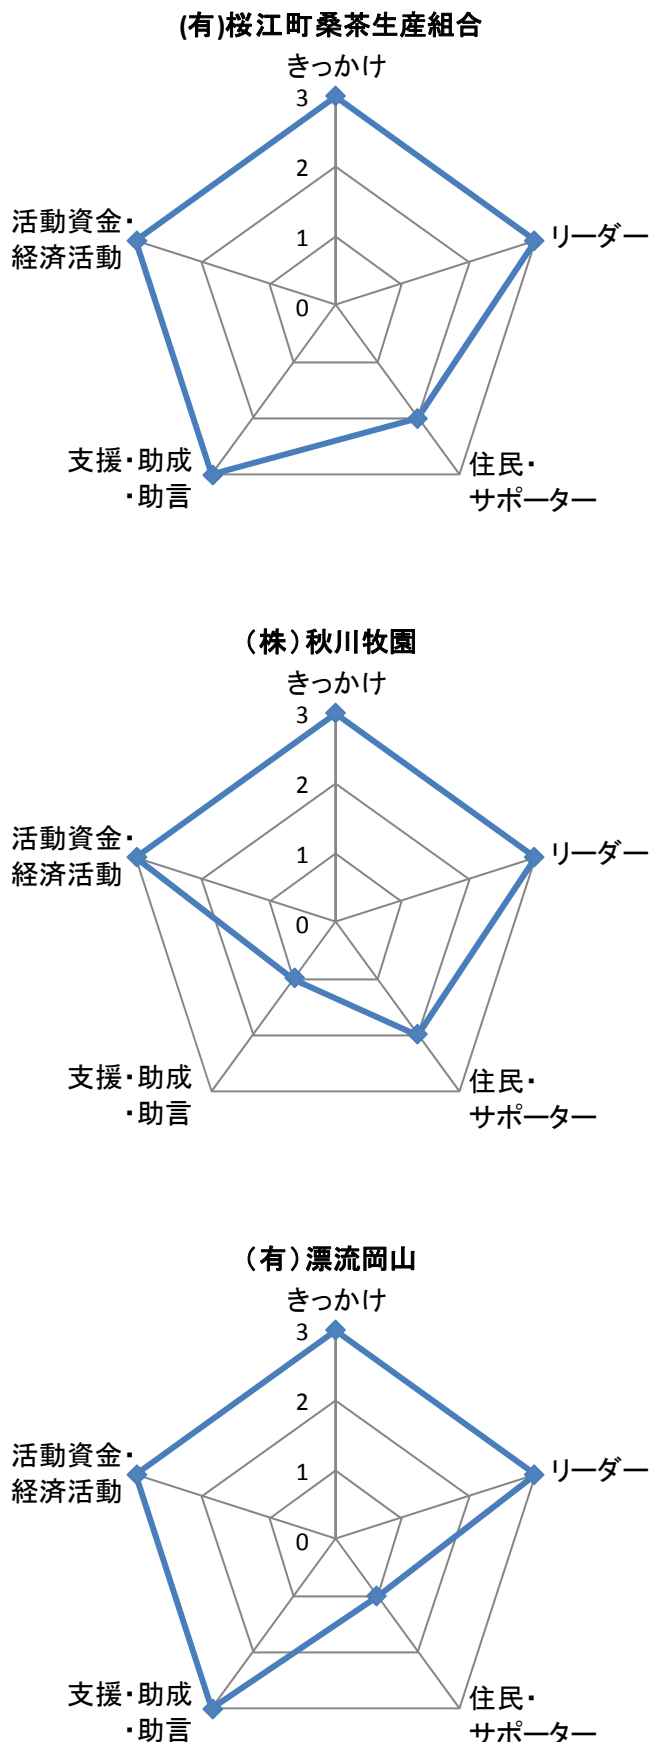 (有)桜江町桑茶生産組合
きっかけ
3
2
1
0
リーダー
住民・
サポーター
支援・助成
・助言
活動資金・
経済活動
（株）秋川牧園
きっかけ
3
2
1
0
リーダー
住民・
サポーター
支援・助成
・助言
活動資金・
経済活動
（有）漂流岡山
きっかけ
3
2
1
0
リーダー
住民・
サポーター
支援・助成
・助言
活動資金・
経済活動